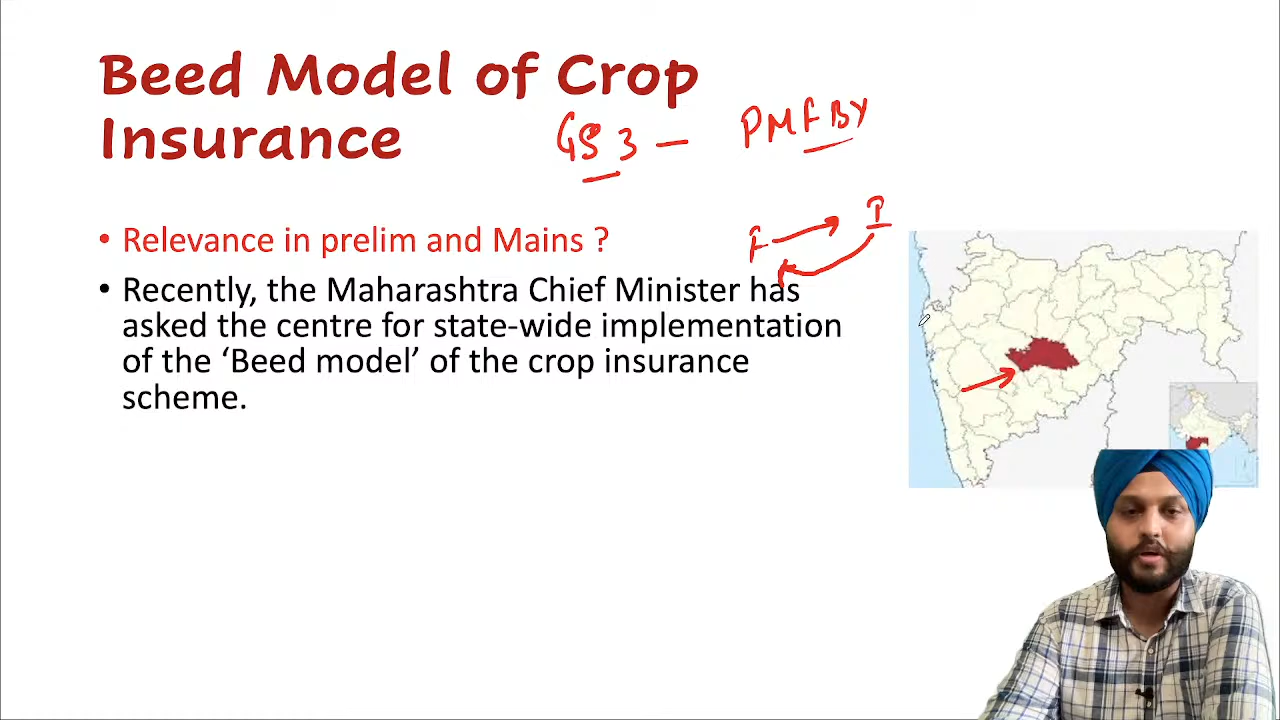 Beed Model of Crop
Insurance
GS 3 - PMFBY
• Relevance in prelim and Mains ?
F
P
• Recently, the Maharashtra Chief Minister has
asked the centre for state-wide implementation
of the ‘Beed model’ of the crop insurance
scheme.